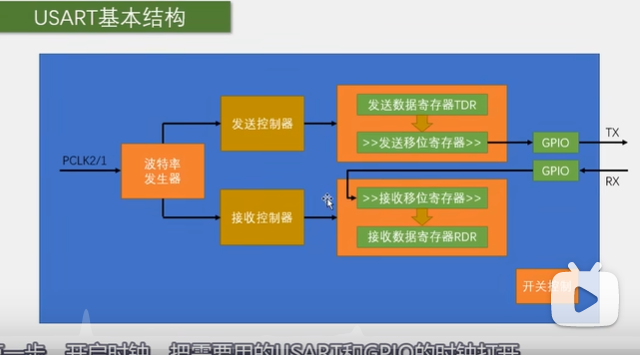 USART基本结构
发送数据寄存器TDR
发送控制器
>>发送移位寄存器>>
GPIO
TX
PCLK2/1
波特率
发生器
GPIO
RX
接收控制器
>>接收移位寄存器>>
接收数据寄存器RDR
开关控制
一步，开启时钟，把需要用的USART和GPIO的时钟打开